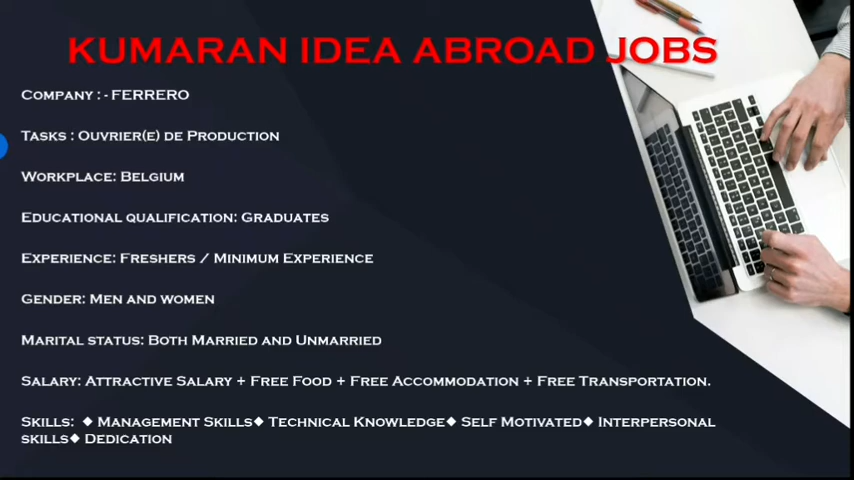 KUMARAN IDEA ABROAD JOBS
Company : - FERRERO
Tasks : Ouvrier(e) de Production
Workplace: Belgium
Educational qualification: Graduates
Experience: Freshers / Minimum Experience
Gender: Men and women
Marital status: Both Married and Unmarried
Salary: Attractive Salary + Free Food + Free Accommodation + Free Transportation.
Skills: ◆ Management Skills◆ Technical Knowledge◆ Self Motivated◆ Interpersonal
skills◆ Dedication